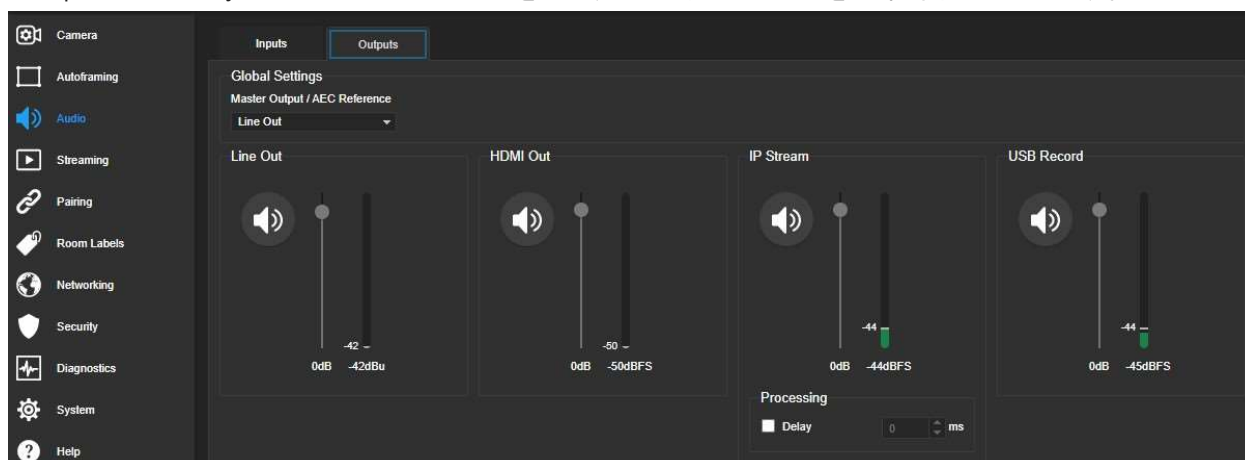 Camera
Autoframing
Audio
Streaming
Pairing
Room Labels
Networking
Security
Diagnostics
System
Help
Inputs Outputs
Global Settings
Master Output / AEC Reference
Line Out
Line Out
-42
0dB -42dBu
HDMI Out
-50
0dB -50dBFS
IP Stream
-44
0dB -44dBFS
Processing
Delay 0 ms
USB Record
-44
0dB -45dBFS